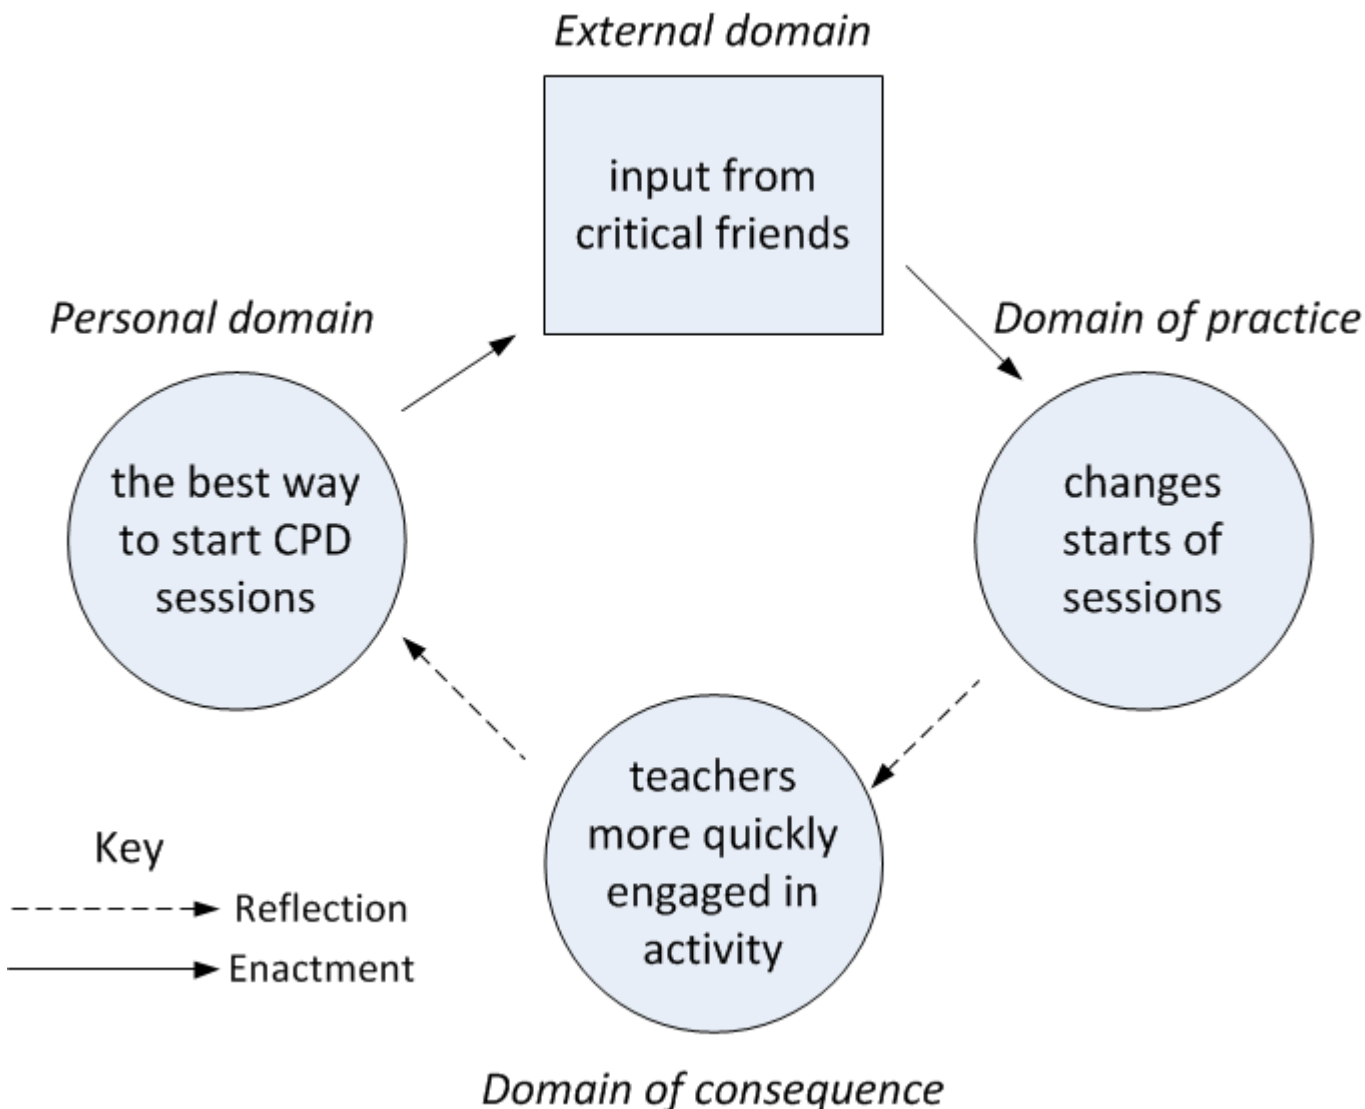 External domain
input from
critical friends
Personal domain
Domain of practice
the best way
to start CPD
sessions
changes
starts of
sessions
teachers
more quickly
engaged in
activity
Key
Reflection
Enactment
Domain of consequence